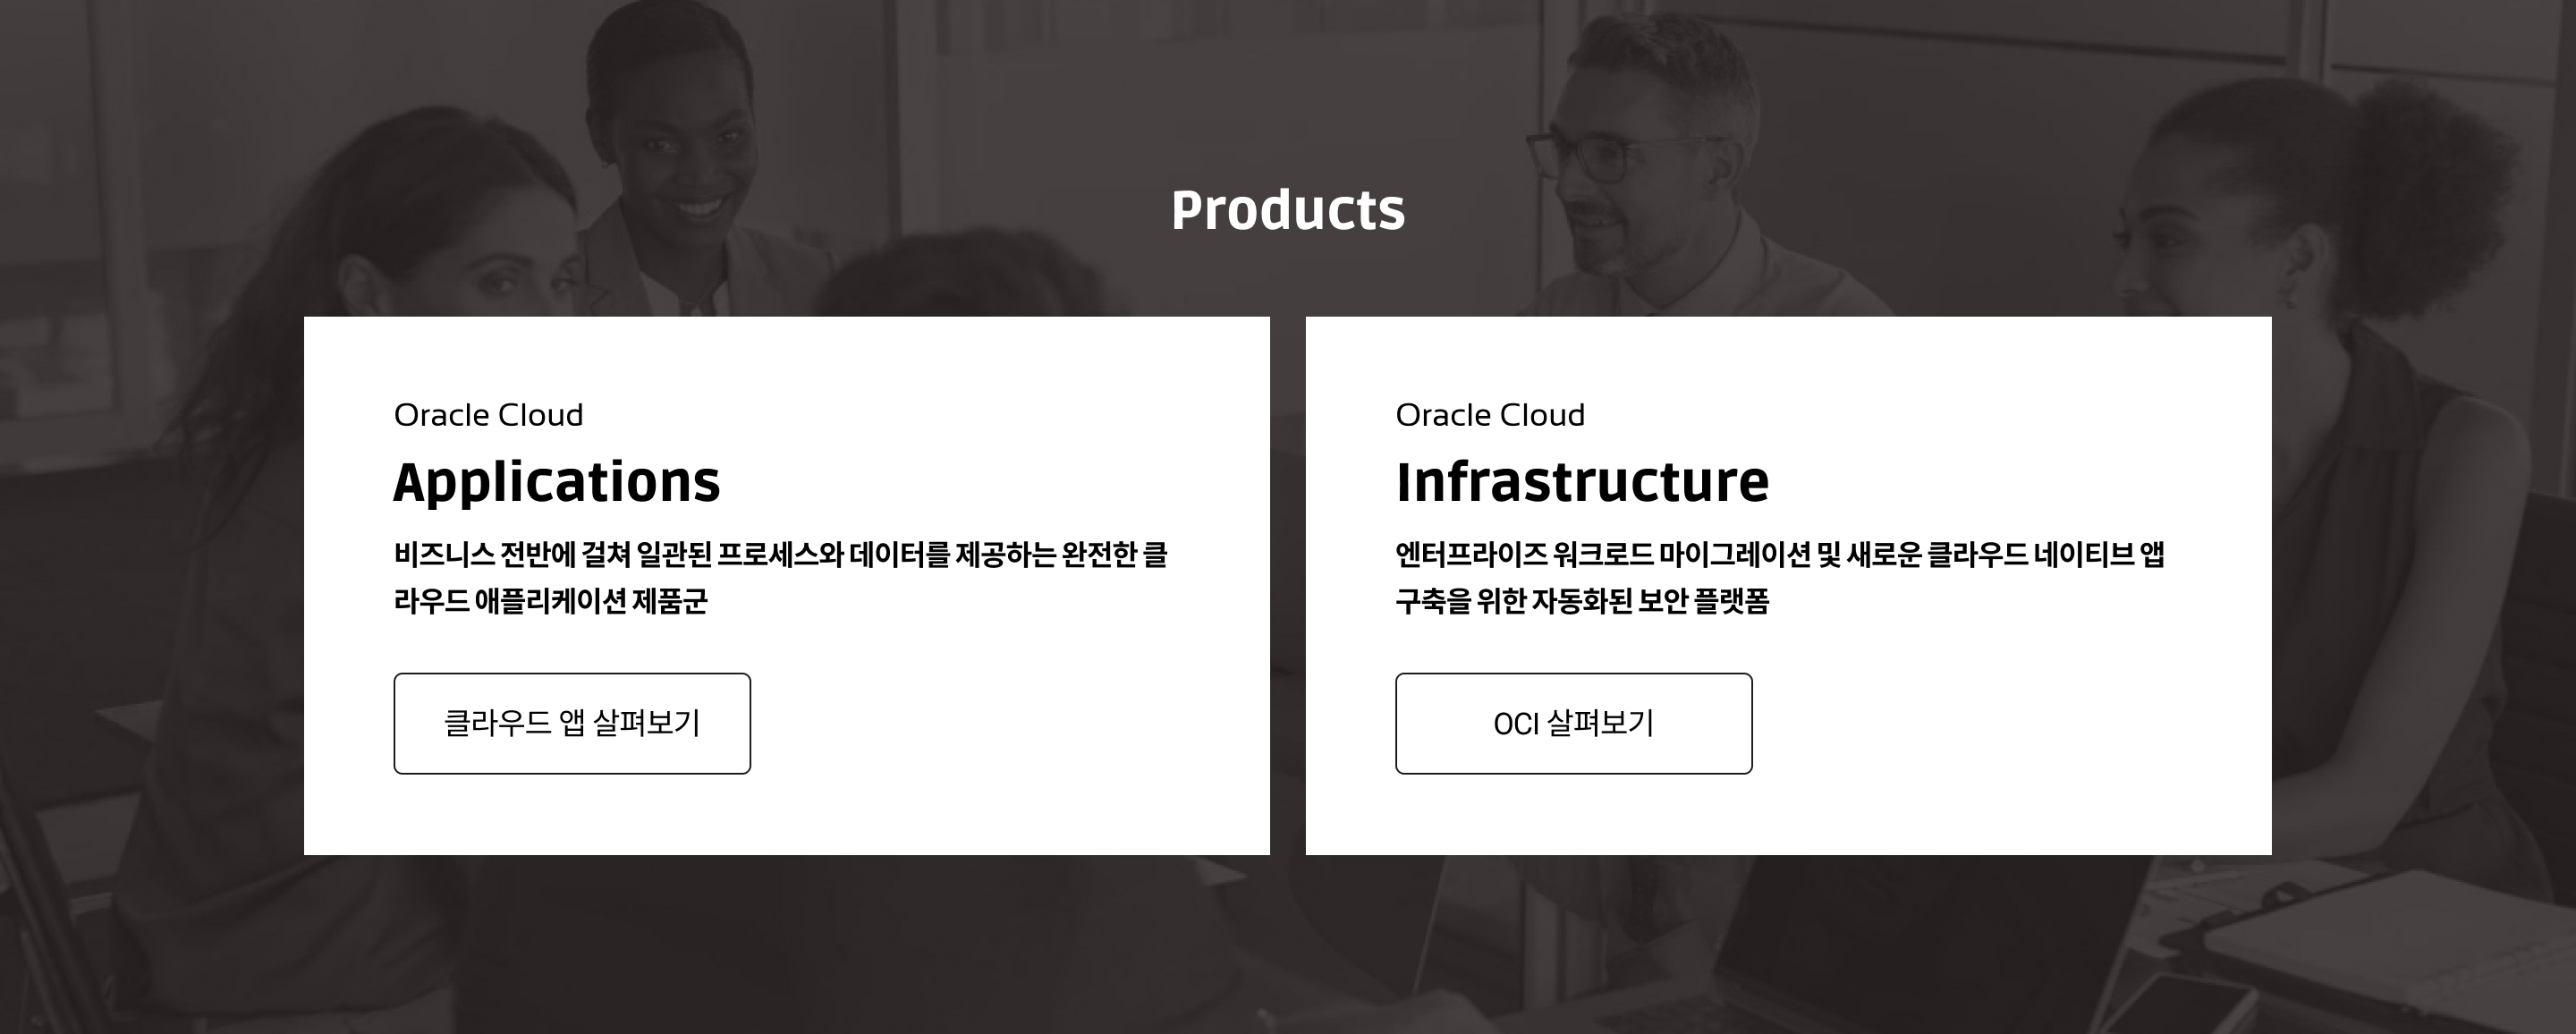 Products
Oracle Cloud
Applications
비즈니스 전반에 걸쳐 일관된 프로세스와 데이터를 제공하는 완전한 클
라우드 애플리케이션 제품군
클라우드 앱 살펴보기
Oracle Cloud
Infrastructure
엔터프라이즈 워크로드 마이그레이션 및 새로운 클라우드 네이티브 앱
구축을 위한 자동화된 보안 플랫폼
OCI 살펴보기